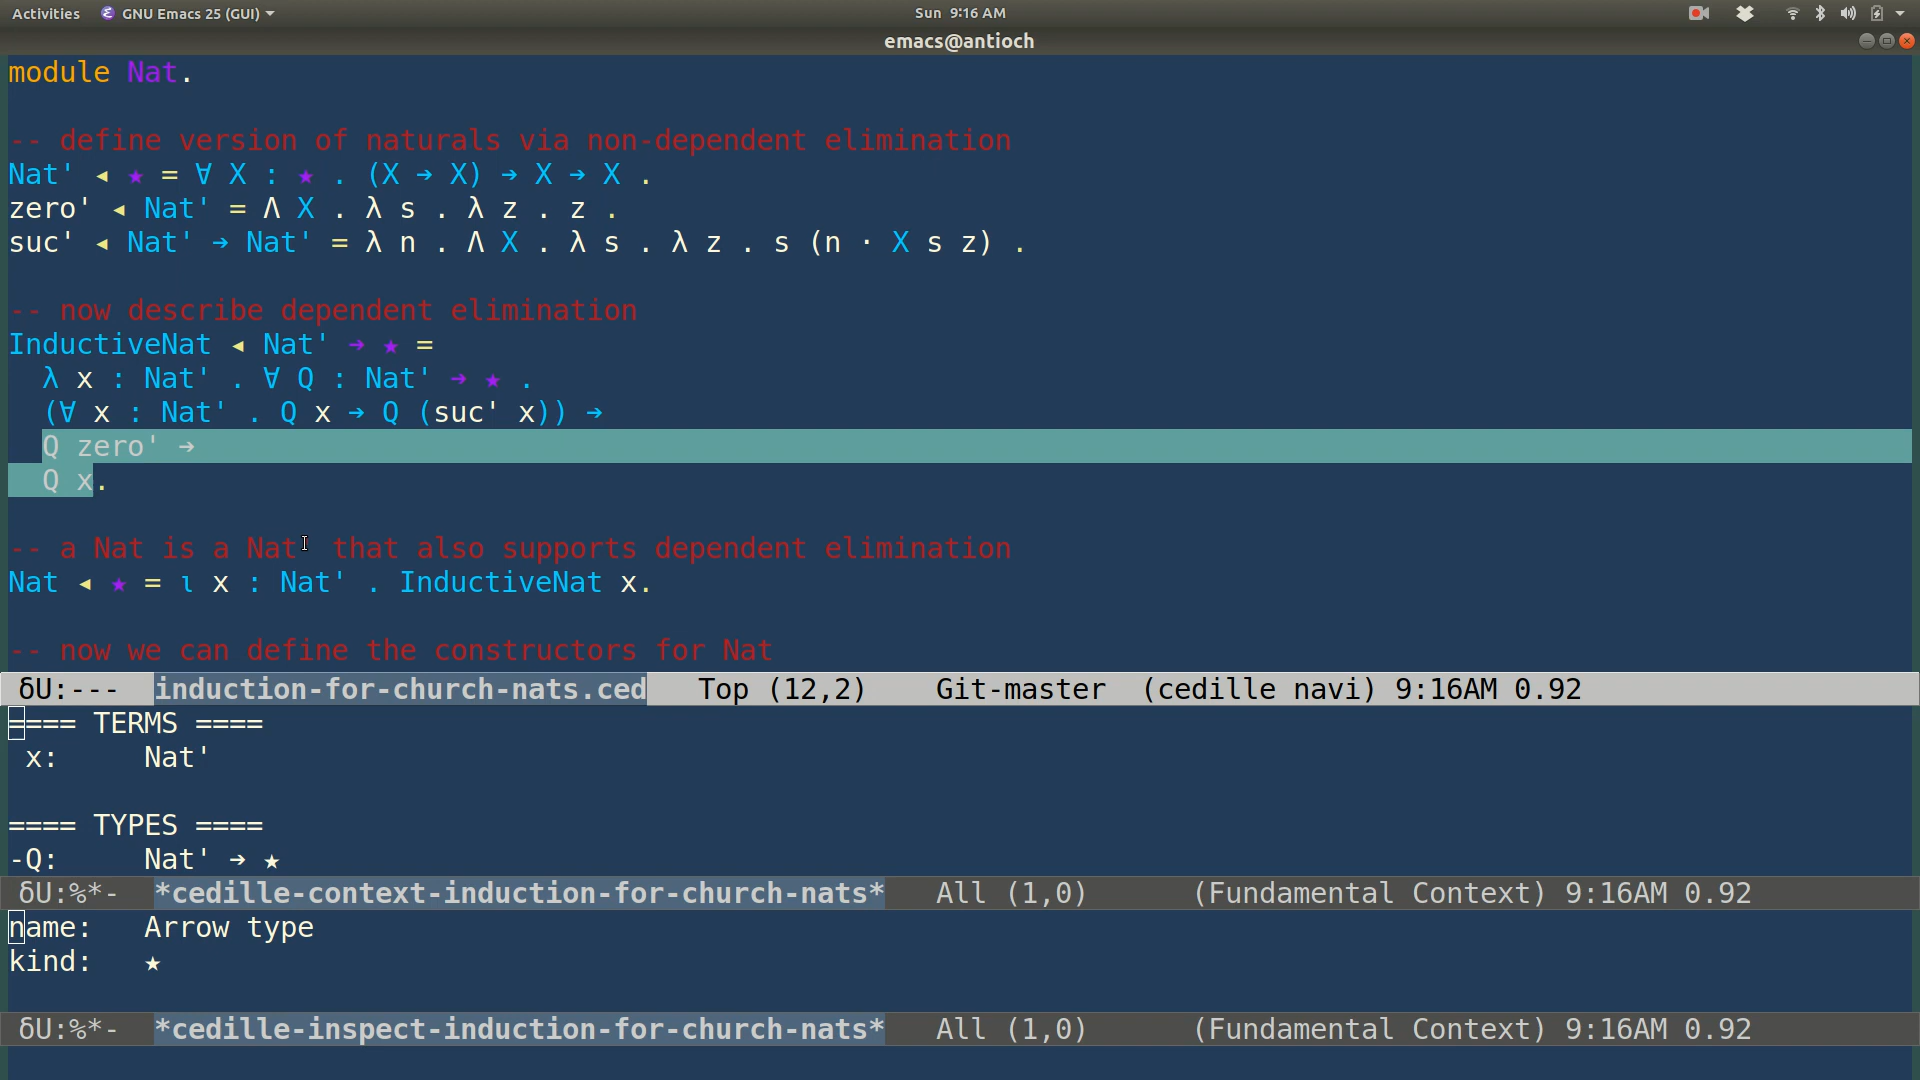 Activities GNU Emacs 25 (GUI) Sun 9:16 AM
emacs@antioch
module Nat.
-- define version of naturals via non-dependent elimination
Nat' ◂ ★ = ∀ X : ★ . (X ➔ X) ➔ X ➔ X .
zero' ◂ Nat' = Λ X . λ s . λ z . z .
suc' ◂ Nat' ➔ Nat' = λ n . Λ X . λ s . λ z . s (n · X s z) .
-- now describe dependent elimination
InductiveNat ◂ Nat' ➔ ★ =
λ x : Nat' . ∀ Q : Nat' ➔ ★ .
(∀ x : Nat' . Q x ➔ Q (suc' x)) ➔
Q zero' ➔
Q x.
-- a Nat is a Nat' that also supports dependent elimination
Nat ◂ ★ = ι x : Nat' . InductiveNat x.
-- now we can define the constructors for Nat
δU:--- induction-for-church-nats.ced Top (12,2) Git-master (cedille navi) 9:16AM 0.92
==== TERMS ====
x: Nat'
==== TYPES ====
-Q: Nat' ➔ ★
δU:%*- *cedille-context-induction-for-church-nats* All (1,0) (Fundamental Context) 9:16AM 0.92
name: Arrow type
kind: ★
δU:%*- *cedille-inspect-induction-for-church-nats* All (1,0) (Fundamental Context) 9:16AM 0.92